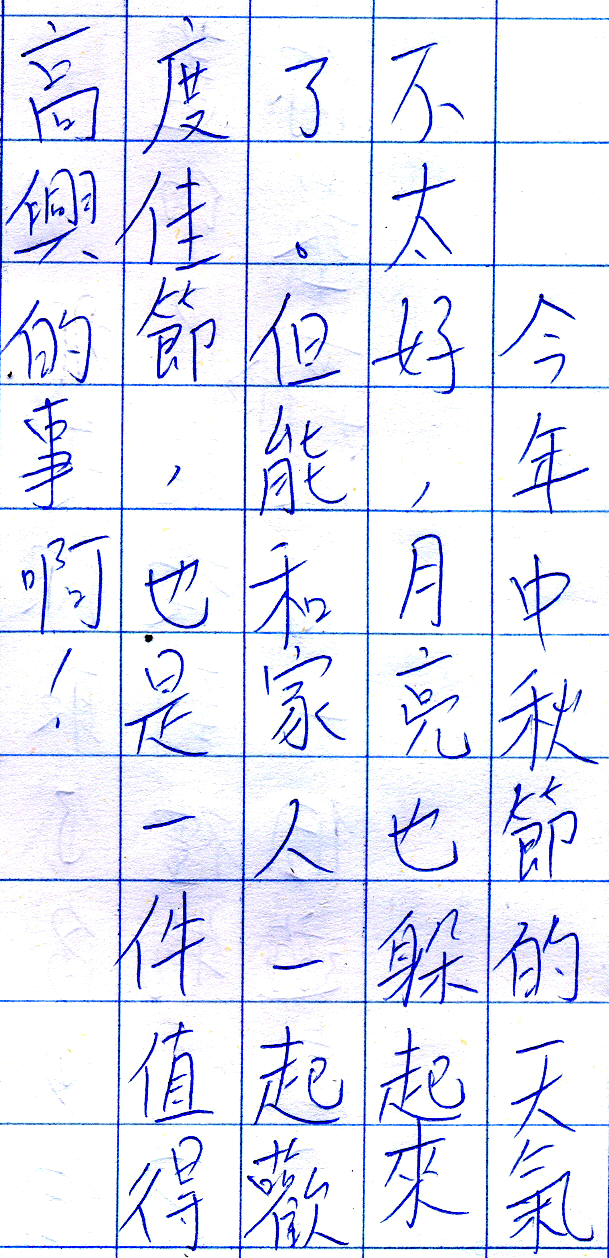 今年中秋節的天氣
不太好，月亮也躲起來
了。但能和家人一起歡
度佳節，也是一件值得
高興的事啊！